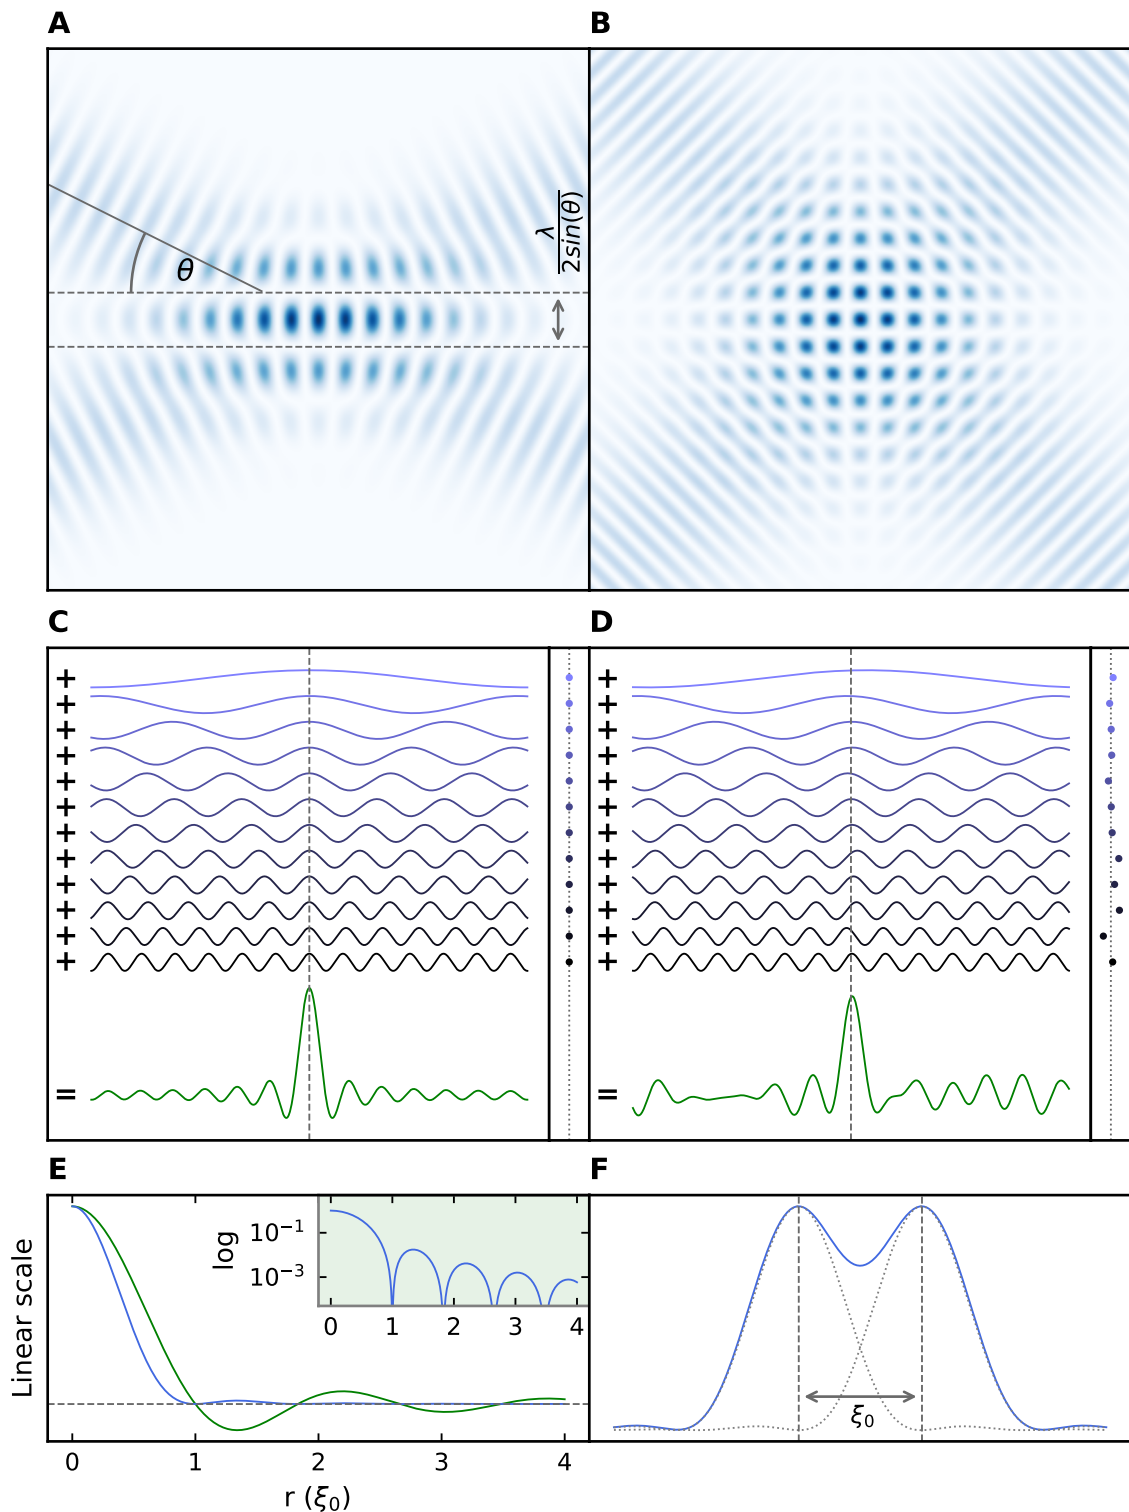 A
B
θ
λ
2sin(θ)
C
D
+ +
+ +
+ +
+ +
+ +
+ +
+ +
+ +
+ +
+ +
+ +
+ +
= =
E
F
Linear scale
log
10⁻¹
10⁻³
0 1 2 3 4
0 1 2 3 4
r (ξ₀)
ξ₀